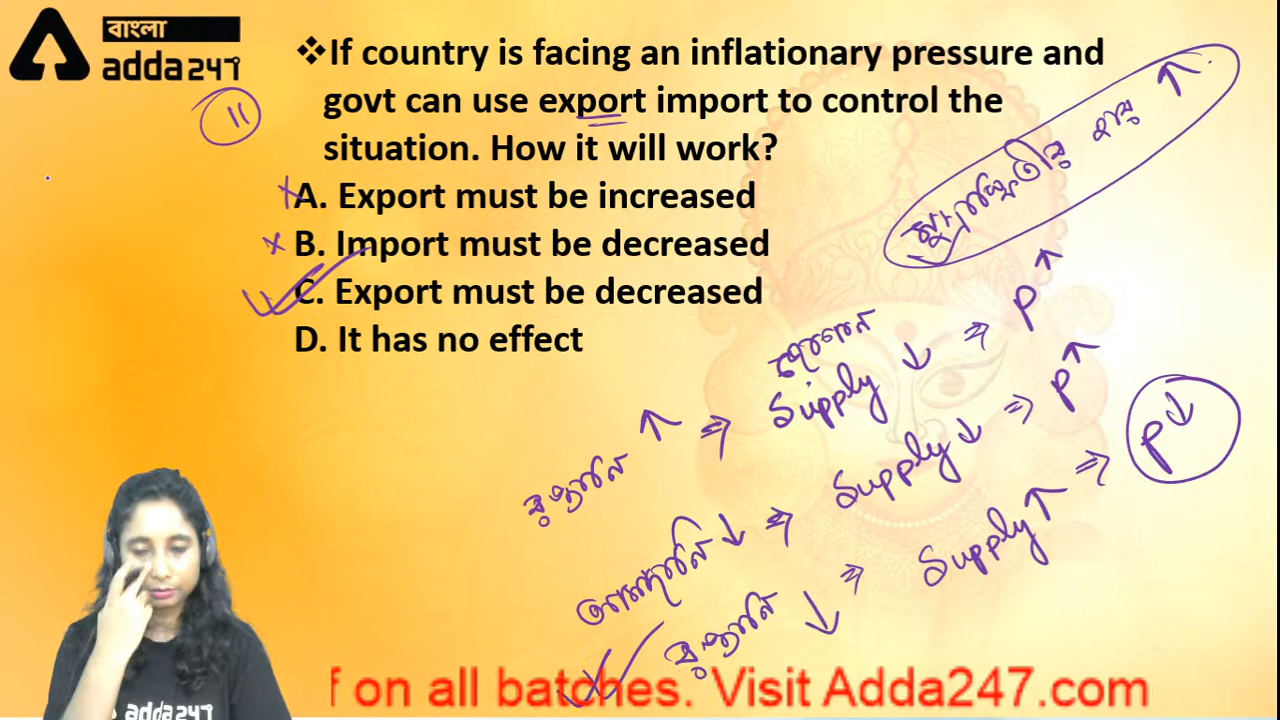 বাংলা
adda247
❖If country is facing an inflationary pressure and
govt can use export import to control the
situation. How it will work?
A. Export must be increased
B. Import must be decreased
C. Export must be decreased
D. It has no effect
11
মুদ্রাস্ফীতির হার ↑
যোগান
রপ্তানি ↑ ⇒ Supply ↓ ⇒ P↑
আমদানি ↓ ⇒ Supply ↓ ⇒ P↑
রপ্তানি ↓ ⇒ Supply ↑ ⇒ P↓
adda247
f on all batches. Visit Adda247.com